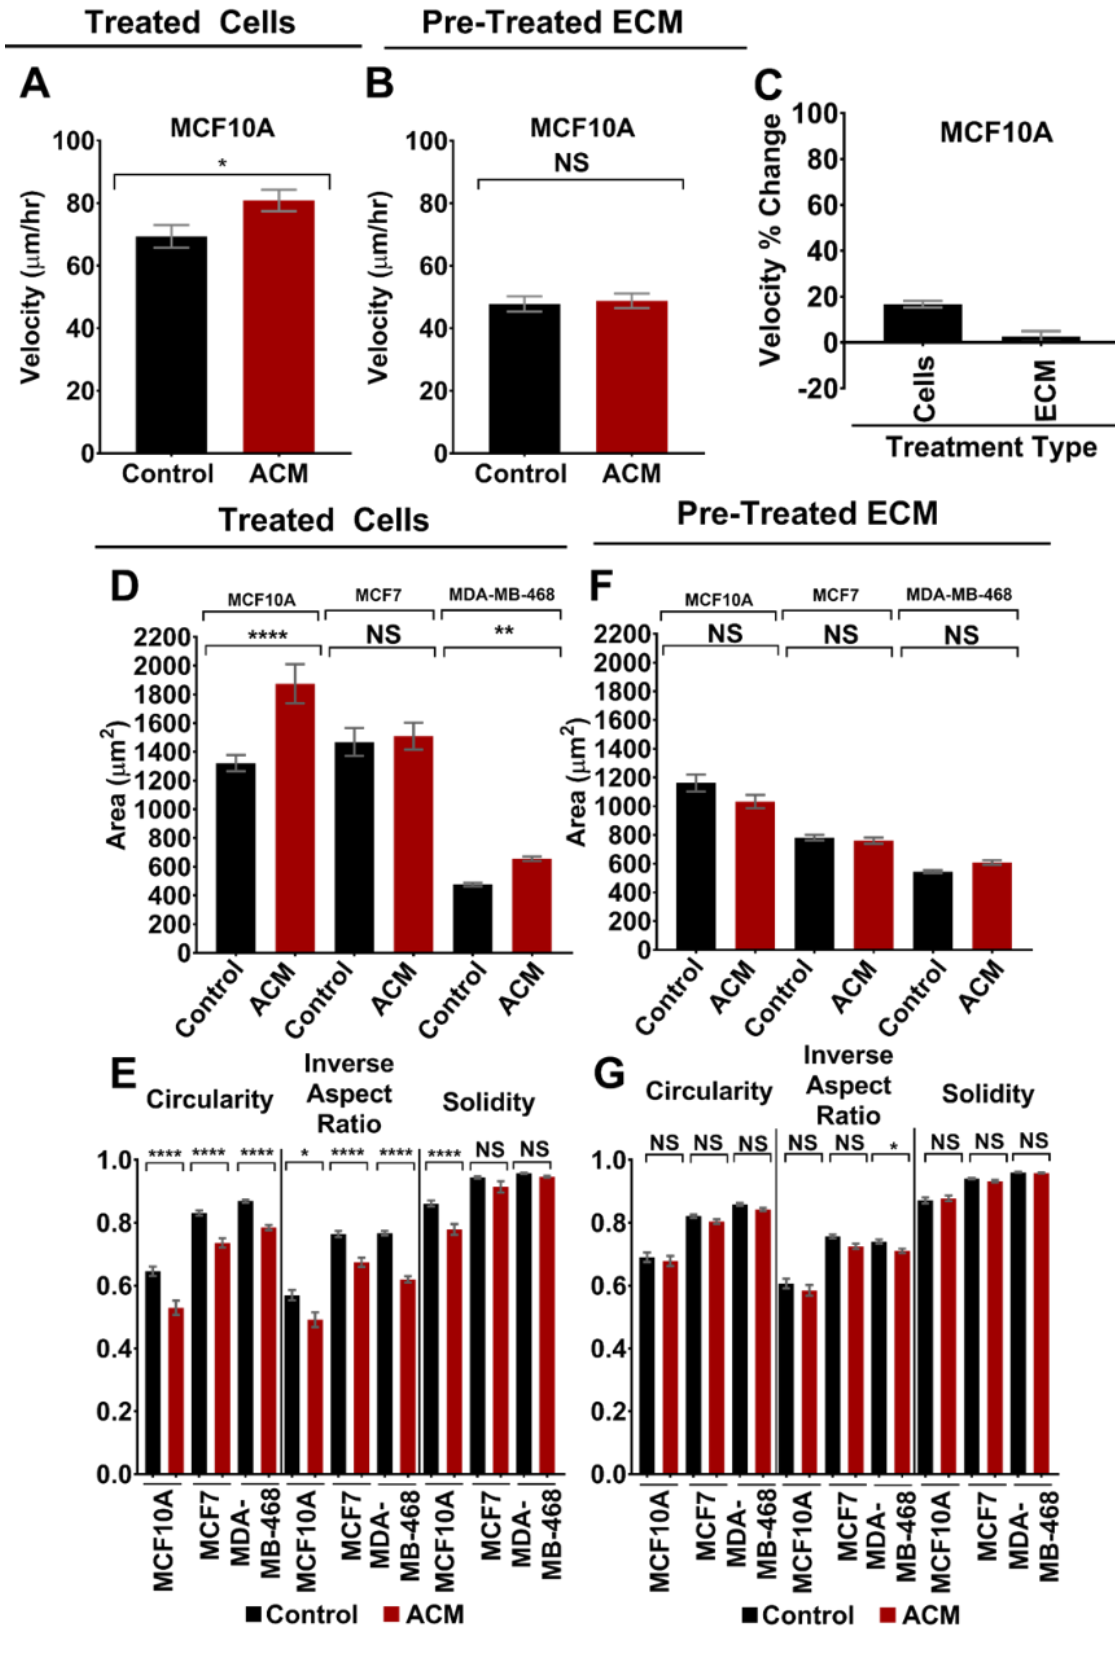 Treated Cells
Pre-Treated ECM
A
MCF10A
*
Velocity (μm/hr)
100
80
60
40
20
0
Control
ACM
B
MCF10A
NS
Velocity (μm/hr)
100
80
60
40
20
0
Control
ACM
C
MCF10A
Velocity % Change
100
80
60
40
20
0
-20
Cells
ECM
Treatment Type
Treated Cells
Pre-Treated ECM
D
MCF10A
MCF7
MDA-MB-468
****
NS
**
Area (μm²)
2200
2000
1800
1600
1400
1200
1000
800
600
400
200
0
Control
ACM
Control
ACM
Control
ACM
F
MCF10A
MCF7
MDA-MB-468
NS
NS
NS
Area (μm²)
2200
2000
1800
1600
1400
1200
1000
800
600
400
200
0
Control
ACM
Control
ACM
Control
ACM
E
Circularity
Inverse
Aspect
Ratio
Solidity
****
****
****
*
****
****
****
NS
NS
1.0
0.8
0.6
0.4
0.2
0.0
MCF10A
MCF7
MDA-
MB-468
MCF10A
MCF7
MDA-
MB-468
MCF10A
MCF7
MDA-
MB-468
Control
ACM
G
Circularity
Inverse
Aspect
Ratio
Solidity
NS
NS
NS
NS
NS
*
NS
NS
NS
1.0
0.8
0.6
0.4
0.2
0.0
MCF10A
MCF7
MDA-
MB-468
MCF10A
MCF7
MDA-
MB-468
MCF10A
MCF7
MDA-
MB-468
Control
ACM